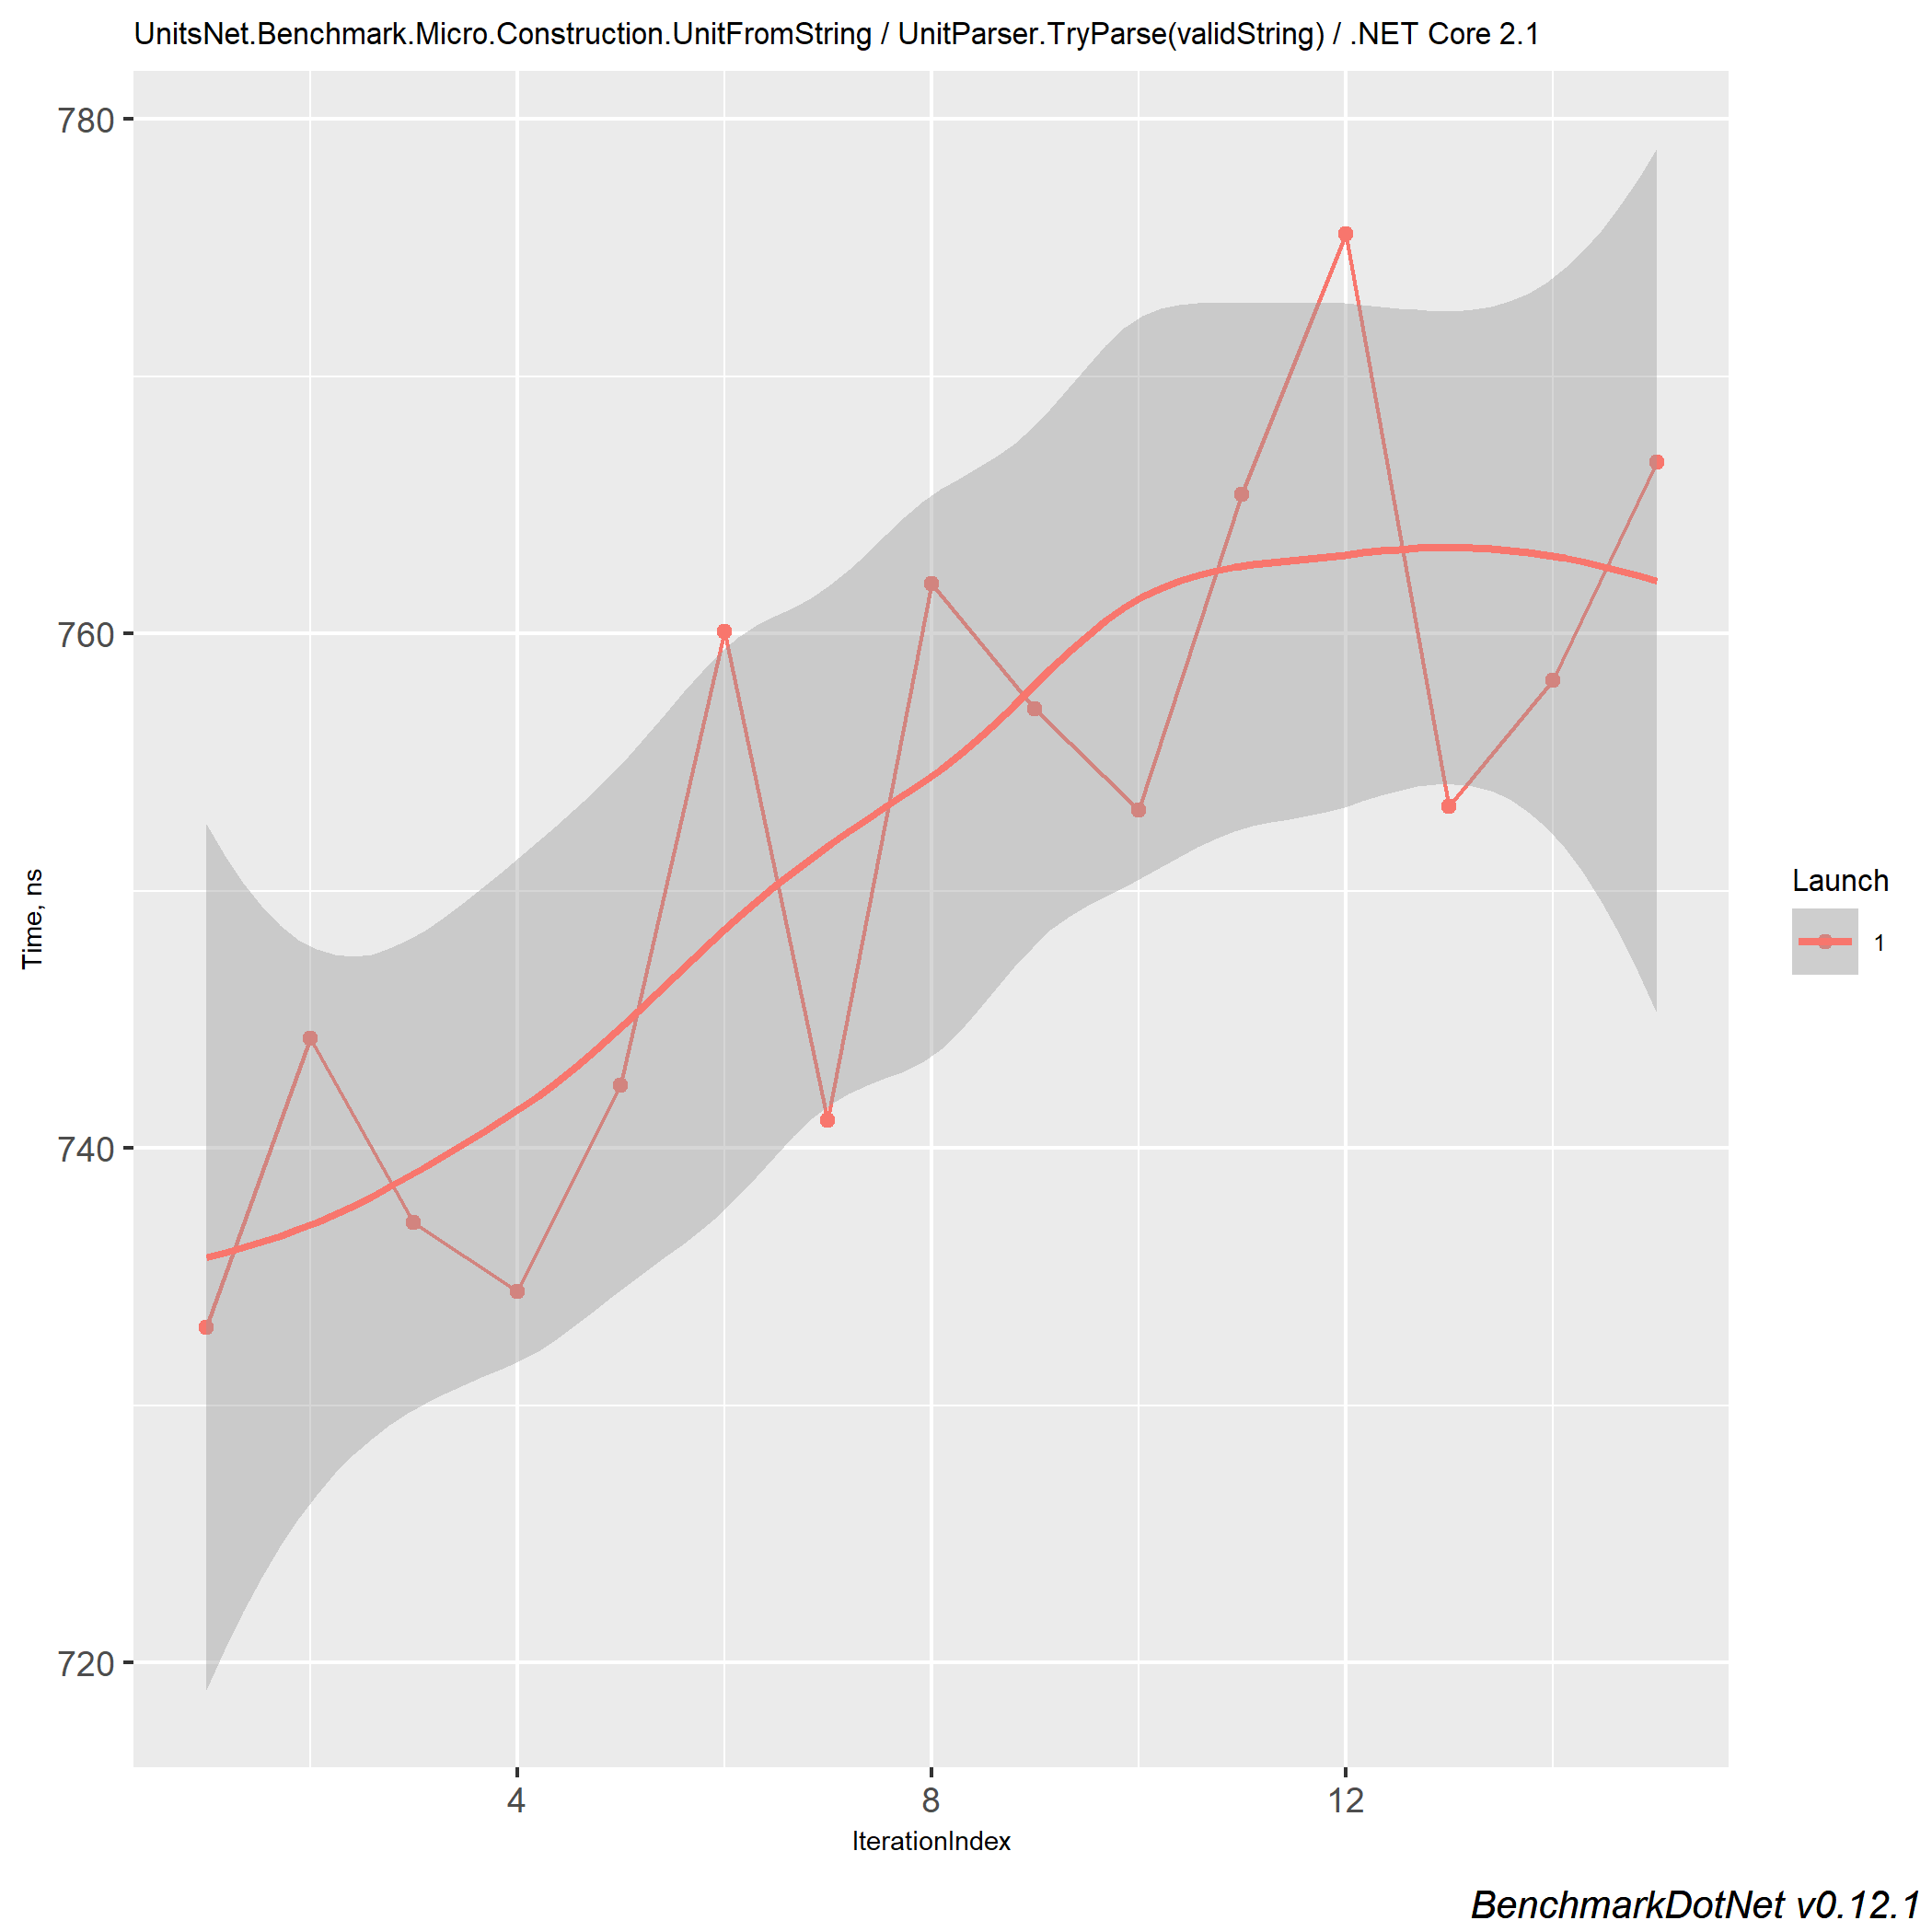 UnitsNet.Benchmark.Micro.Construction.UnitFromString / UnitParser.TryParse(validString) / .NET Core 2.1
780
760
740
720
Time, ns
4
8
12
IterationIndex
Launch
1
BenchmarkDotNet v0.12.1